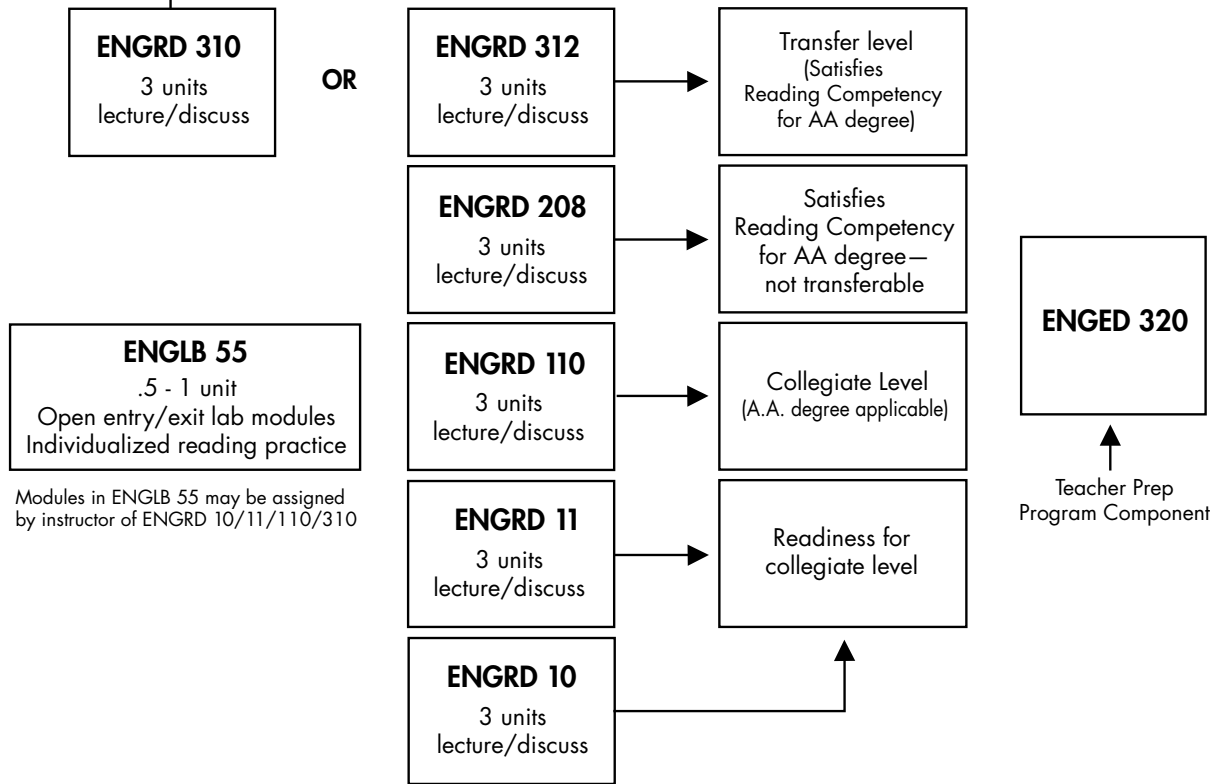 ENGRD 310
3 units
lecture/discuss
OR
ENGRD 312
3 units
lecture/discuss
Transfer level
(Satisfies
Reading Competency
for AA degree)
ENGRD 208
3 units
lecture/discuss
Satisfies
Reading Competency
for AA degree—
not transferable
ENGED 320
Teacher Prep
Program Component
ENGLB 55
.5 - 1 unit
Open entry/exit lab modules
Individualized reading practice
Modules in ENGLB 55 may be assigned
by instructor of ENGRD 10/11/110/310
ENGRD 110
3 units
lecture/discuss
Collegiate Level
(A.A. degree applicable)
ENGRD 11
3 units
lecture/discuss
Readiness for
collegiate level
ENGRD 10
3 units
lecture/discuss